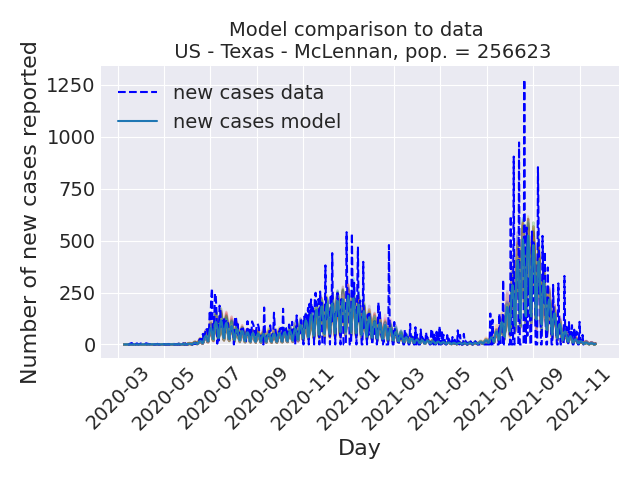 Model comparison to data
US - Texas - McLennan, pop. = 256623
Number of new cases reported
1250
1000
750
500
250
0
new cases data
new cases model
2020-03
2020-05
2020-07
2020-09
2020-11
2021-01
2021-03
2021-05
2021-07
2021-09
2021-11
Day